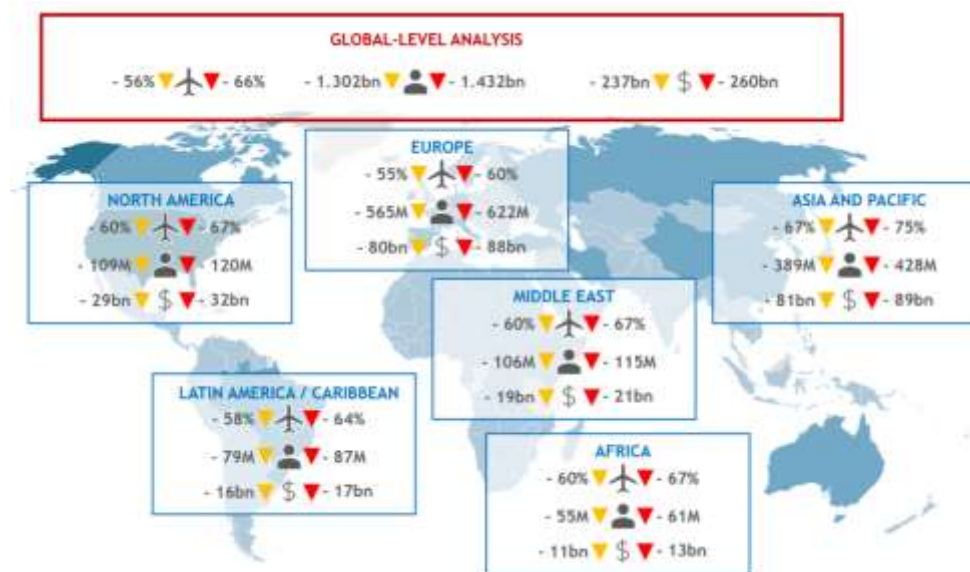 GLOBAL-LEVEL ANALYSIS
- 56% - 66% - 1.302bn - 1.432bn - 237bn - 260bn
EUROPE
- 55% - 60%
- 565M - 622M
- 80bn - 88bn
NORTH AMERICA
- 60% - 67%
- 109M - 120M
- 29bn - 32bn
ASIA AND PACIFIC
- 67% - 75%
- 389M - 428M
- 81bn - 89bn
MIDDLE EAST
- 60% - 67%
- 106M - 115M
- 19bn - 21bn
LATIN AMERICA / CARIBBEAN
- 58% - 64%
- 79M - 87M
- 16bn $ - 17bn
AFRICA
- 60% - 67%
- 55M - 61M
- 11bn $ - 13bn